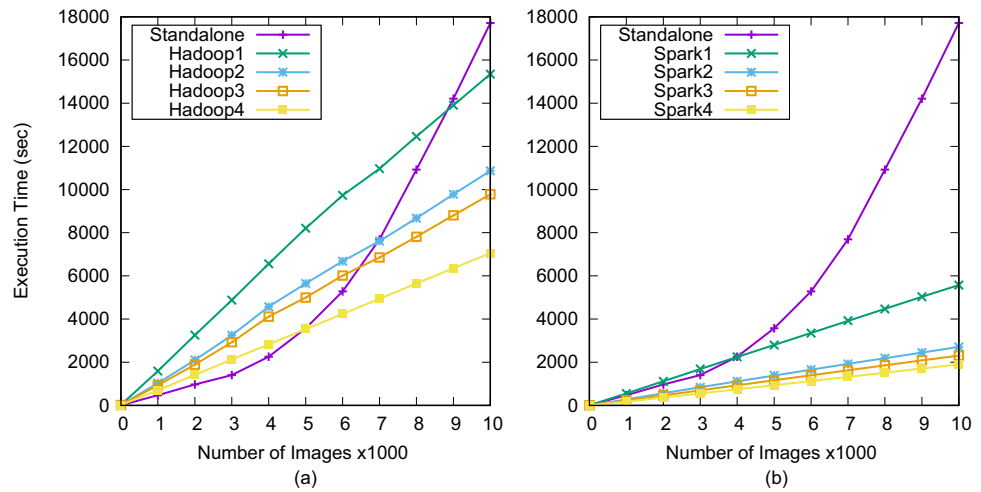 18000
16000
14000
12000
10000
8000
6000
4000
2000
0
Execution Time (sec)
Standalone
Hadoop1
Hadoop2
Hadoop3
Hadoop4
0 1 2 3 4 5 6 7 8 9 10
Number of Images x1000
(a)
18000
16000
14000
12000
10000
8000
6000
4000
2000
0
Standalone
Spark1
Spark2
Spark3
Spark4
0 1 2 3 4 5 6 7 8 9 10
Number of Images x1000
(b)